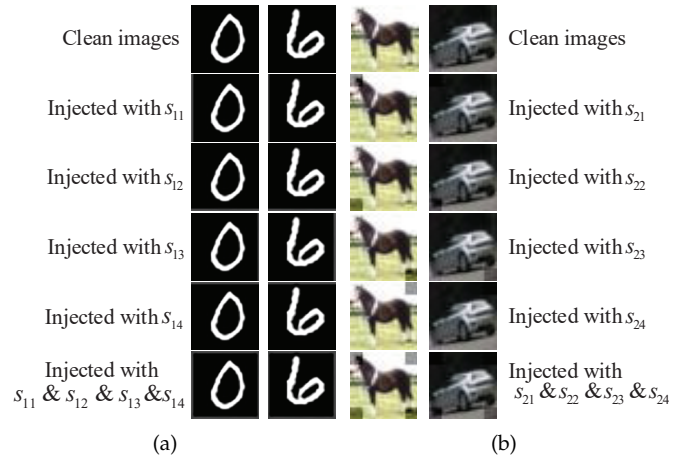 Clean images Clean images
Injected with s₁₁ Injected with s₂₁
Injected with s₁₂ Injected with s₂₂
Injected with s₁₃ Injected with s₂₃
Injected with s₁₄ Injected with s₂₄
Injected with Injected with
s₁₁ & s₁₂ & s₁₃ & s₁₄ s₂₁ & s₂₂ & s₂₃ & s₂₄
(a) (b)